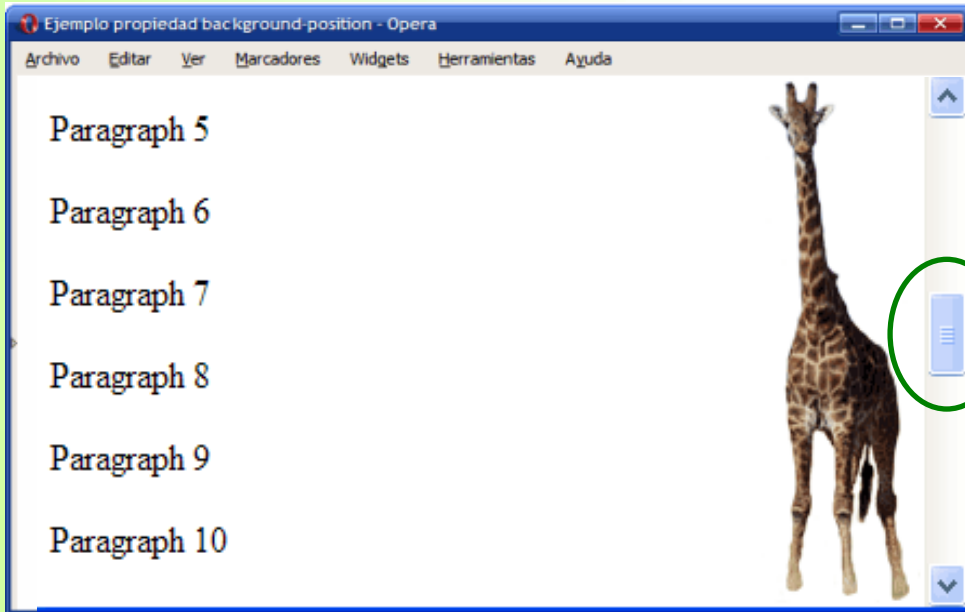 Ejemplo propiedad background-position - Opera
Archivo Editar Ver Marcadores Widgets Herramientas Ayuda
Paragraph 5
Paragraph 6
Paragraph 7
Paragraph 8
Paragraph 9
Paragraph 10